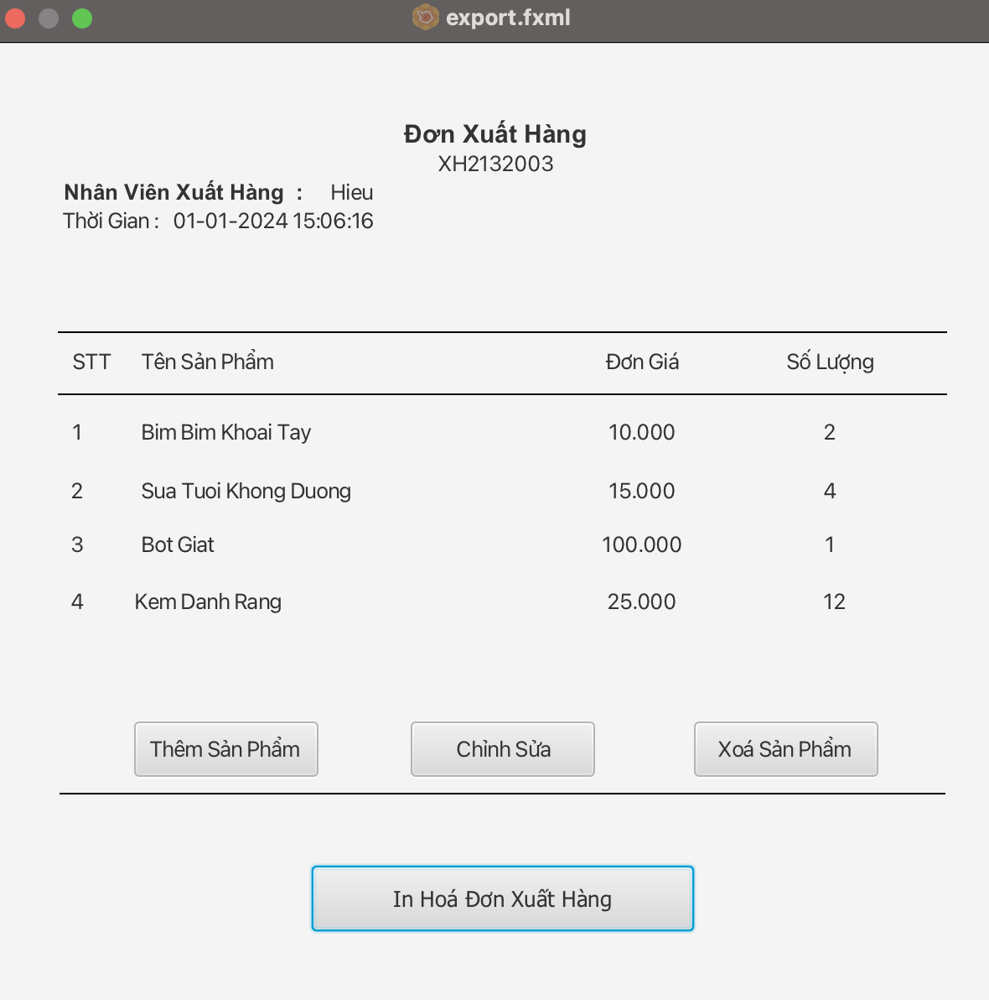 export.fxml
Đơn Xuất Hàng
XH2132003
Nhân Viên Xuất Hàng : Hieu
Thời Gian : 01-01-2024 15:06:16
STT Tên Sản Phẩm Đơn Giá Số Lượng
1 Bim Bim Khoai Tay 10.000 2
2 Sua Tuoi Khong Duong 15.000 4
3 Bot Giat 100.000 1
4 Kem Danh Rang 25.000 12
Thêm Sản Phẩm Chỉnh Sửa Xoá Sản Phẩm
In Hoá Đơn Xuất Hàng